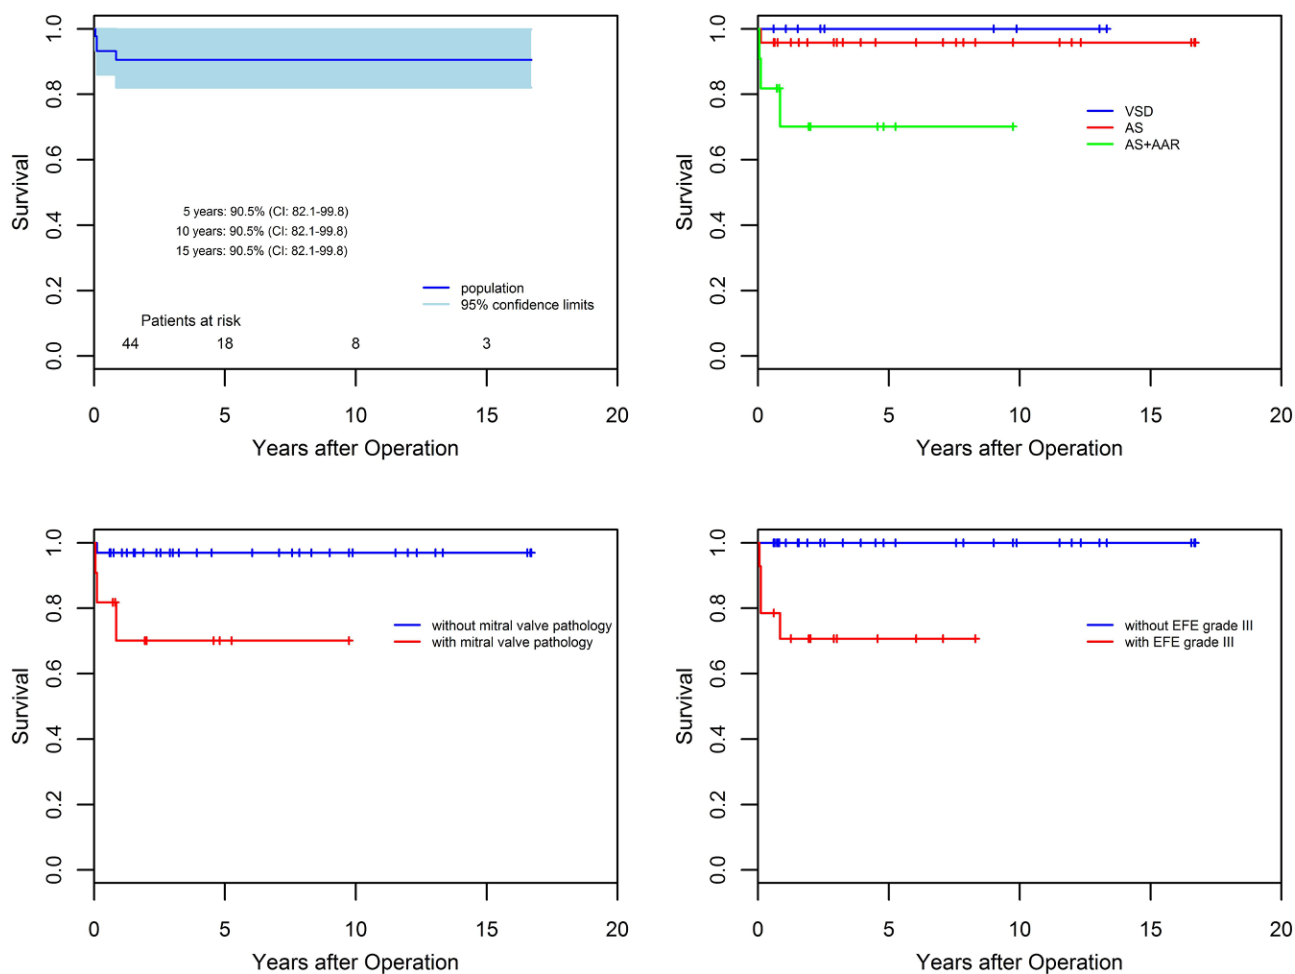 Survival
1.0
0.8
0.6
0.4
0.2
0.0
5 years: 90.5% (CI: 82.1-99.8)
10 years: 90.5% (CI: 82.1-99.8)
15 years: 90.5% (CI: 82.1-99.8)
population
95% confidence limits
Patients at risk
44 18 8 3
0 5 10 15 20
Years after Operation
Survival
1.0
0.8
0.6
0.4
0.2
0.0
VSD
AS
AS+AAR
0 5 10 15 20
Years after Operation
Survival
1.0
0.8
0.6
0.4
0.2
0.0
without mitral valve pathology
with mitral valve pathology
0 5 10 15 20
Years after Operation
Survival
1.0
0.8
0.6
0.4
0.2
0.0
without EFE grade III
with EFE grade III
0 5 10 15 20
Years after Operation